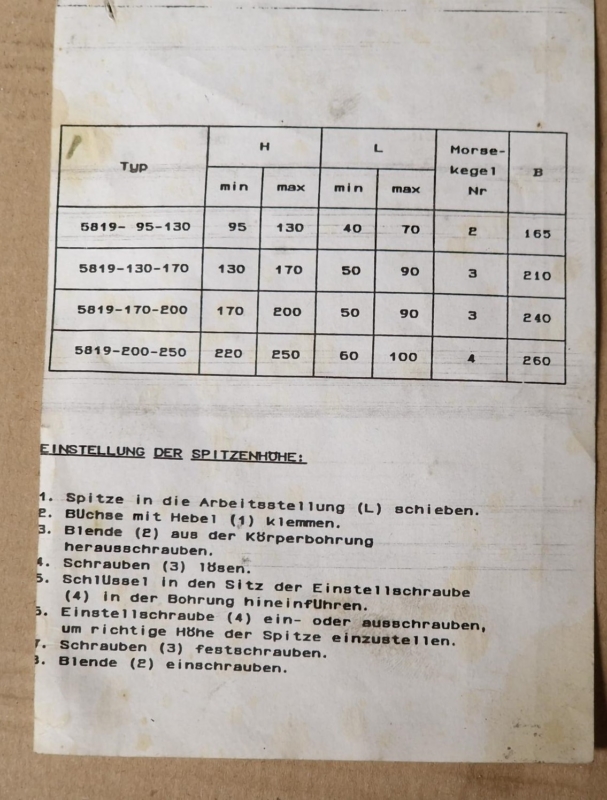 Typ H L Morse- B
kegel
min max min max Nr
5819- 95-130 95 130 40 70 2 165
5819-130-170 130 170 50 90 3 210
5819-170-200 170 200 50 90 3 240
5819-200-250 220 250 60 100 4 260
EINSTELLUNG DER SPITZENHÖHE:
1. Spitze in die Arbeitsstellung (L) schieben.
2. Büchse mit Hebel (1) klemmen.
3. Blende (2) aus der Körperbohrung
herausschrauben.
4. Schrauben (3) lösen.
5. Schlüssel in den Sitz der Einstellschraube
(4) in der Bohrung hineinführen.
6. Einstellschraube (4) ein- oder ausschrauben,
um richtige Höhe der Spitze einzustellen.
7. Schrauben (3) festschrauben.
8. Blende (2) einschrauben.